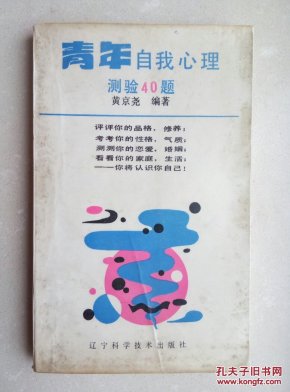 青年自我心理
测验40题
黄京尧 编著
评评你的品格，修养；
考考你的性格，气质；
测测你的恋爱，婚姻；
看看你的家庭，生活；
——你将认识你自己！
辽宁科学技术出版社
孔夫子旧书网